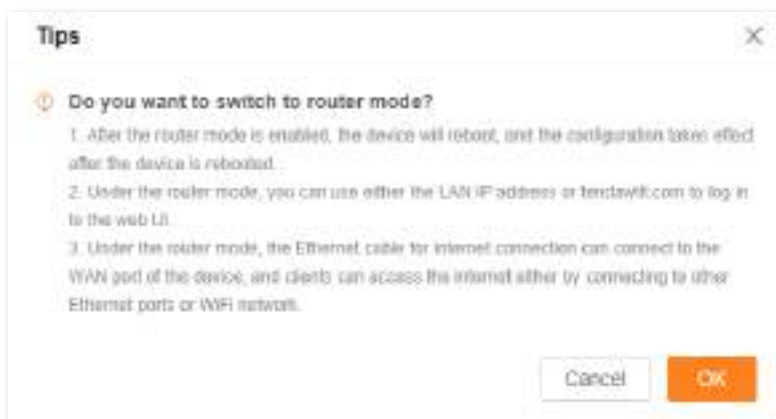 Tips
Do you want to switch to router mode?
1. After the router mode is enabled, the device will reboot, and the configuration takes effect
after the device is rebooted.
2. Under the router mode, you can use either the LAN IP address or tendawifi.com to log in
to the web UI.
3. Under the router mode, the Ethernet cable for internet connection can connect to the
WAN port of the device, and clients can access the internet either by connecting to other
Ethernet ports or WiFi network.
Cancel
OK